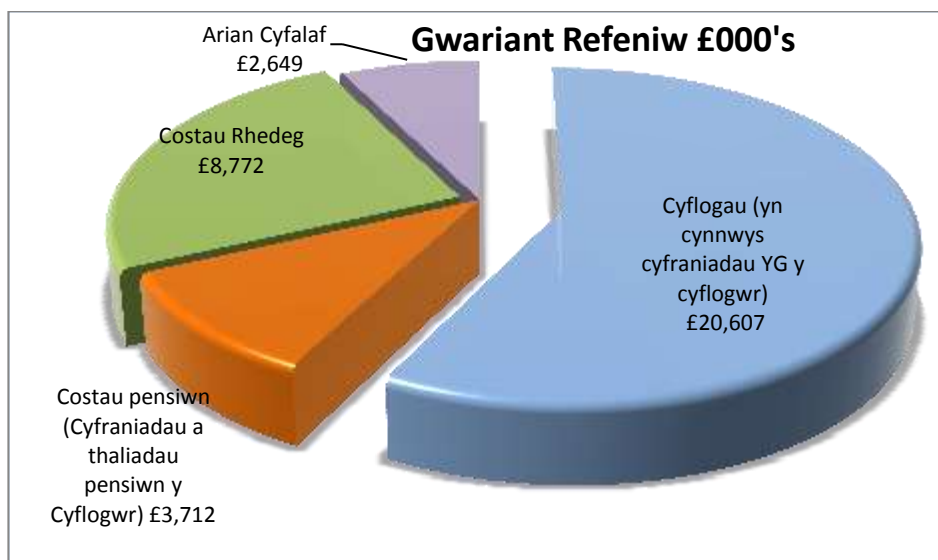 Gwariant Refeniw £000's
Arian Cyfalaf
£2,649
Costau Rhedeg
£8,772
Cyflogau (yn
cynnwys
cyfraniadau YG y
cyflogwr)
£20,607
Costau pensiwn
(Cyfraniadau a
thaliadau
pensiwn y
Cyflogwr) £3,712